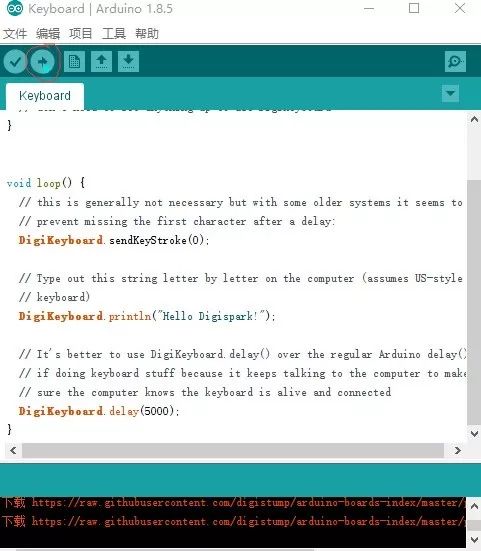 Keyboard | Arduino 1.8.5
文件 编辑 项目 工具 帮助
Keyboard
}
void loop() {
// this is generally not necessary but with some older systems it seems to
// prevent missing the first character after a delay:
DigiKeyboard.sendKeyStroke(0);
// Type out this string letter by letter on the computer (assumes US-style
// keyboard)
DigiKeyboard.println("Hello Digispark!");
// It's better to use DigiKeyboard.delay() over the regular Arduino delay()
// if doing keyboard stuff because it keeps talking to the computer to make
// sure the computer knows the keyboard is alive and connected
DigiKeyboard.delay(5000);
}
下载 https://raw.githubusercontent.com/digistump/arduino-boards-index/master/
下载 https://raw.githubusercontent.com/digistump/arduino-boards-index/master/